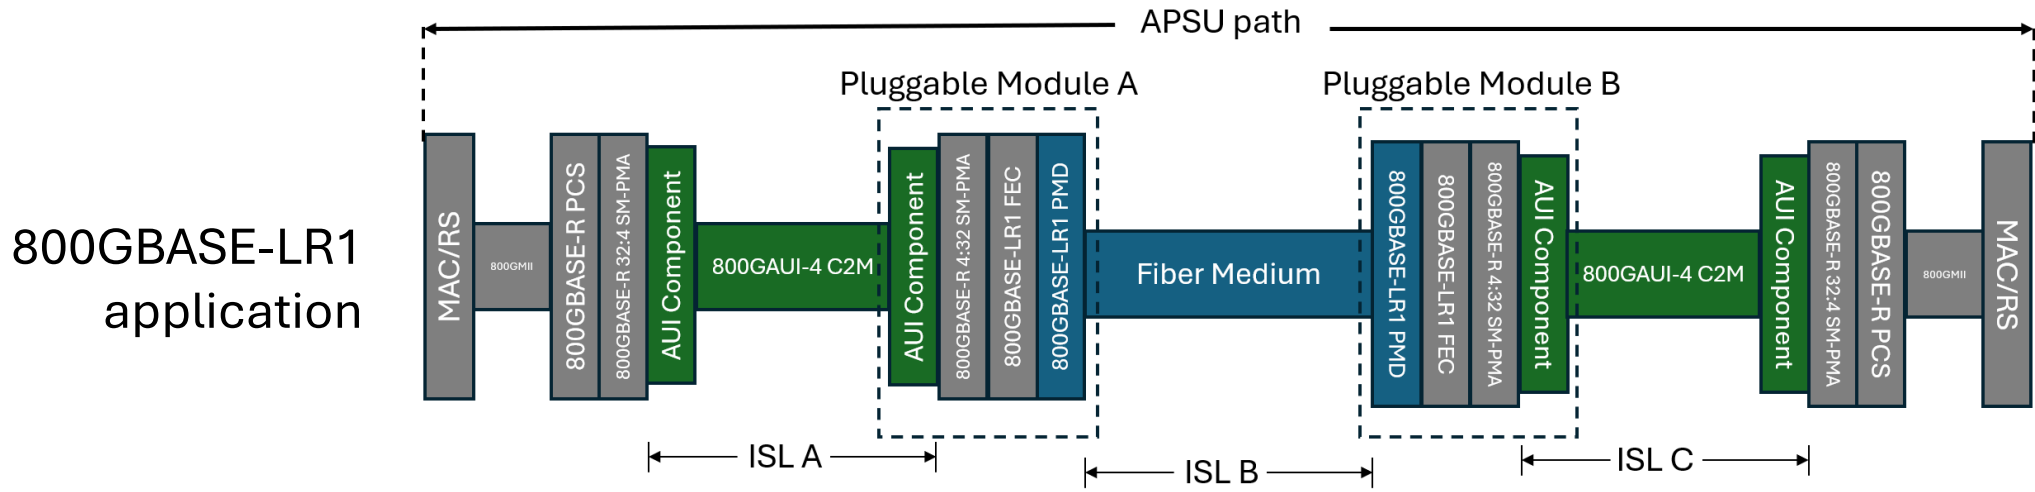 APSU path
Pluggable Module A
Pluggable Module B
800GBASE-LR1
application
MAC/RS
800GMII
800GBASE-R PCS
800GBASE-R 32:4 SM-PMA
AUI Component
800GAUI-4 C2M
AUI Component
800GBASE-R 4:32 SM-PMA
800GBASE-LR1 FEC
800GBASE-LR1 PMD
Fiber Medium
800GBASE-LR1 PMD
800GBASE-LR1 FEC
800GBASE-R 4:32 SM-PMA
AUI Component
800GAUI-4 C2M
AUI Component
800GBASE-R 32:4 SM-PMA
800GBASE-R PCS
800GMII
MAC/RS
ISL A
ISL B
ISL C